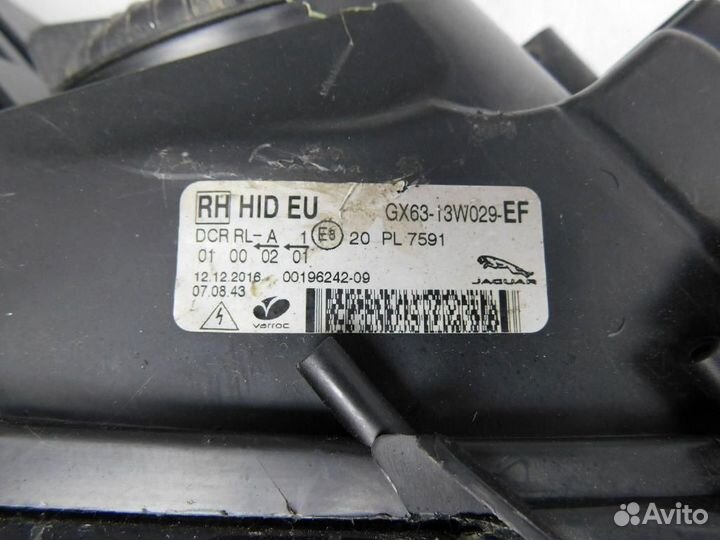 RH HID EU GX63-13W029-EF
DCR RL-A 1 E8 20 PL 7591
01 00 02 01
12.12.2016 00196242-09
07.08.43
JAGUAR
varroc
Avito